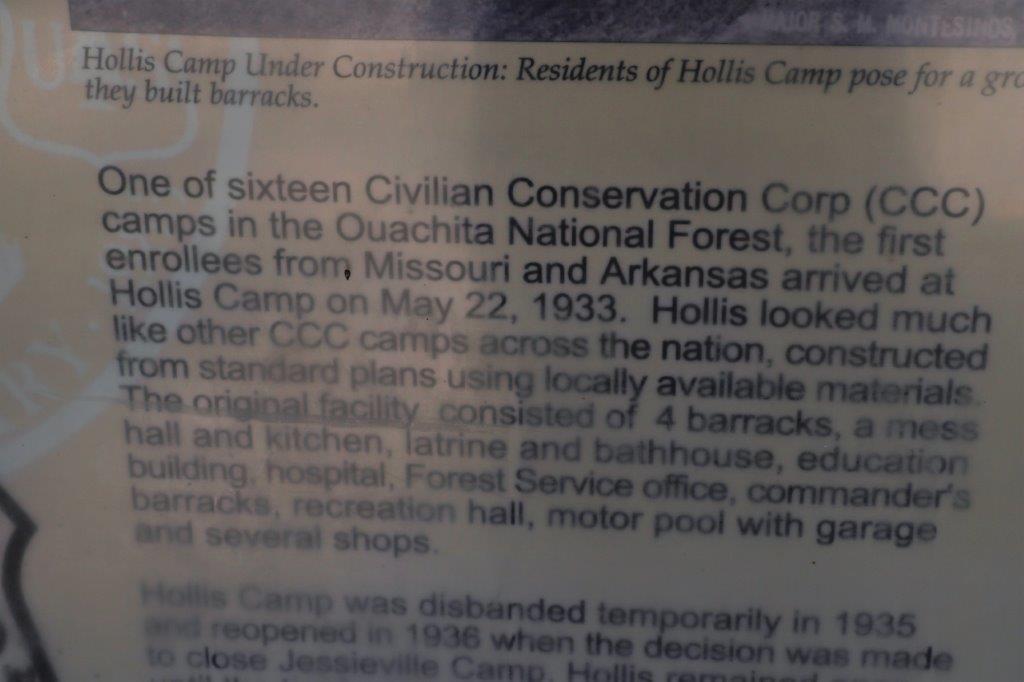 MAJOR S. M. MONTESINOS,
Hollis Camp Under Construction: Residents of Hollis Camp pose for a gro
they built barracks.
One of sixteen Civilian Conservation Corp (CCC)
camps in the Ouachita National Forest, the first
enrollees from Missouri and Arkansas arrived at
Hollis Camp on May 22, 1933. Hollis looked much
like other CCC camps across the nation, constructed
from standard plans using locally available materials.
The original facility consisted of 4 barracks, a mess
hall and kitchen, latrine and bathhouse, education
building, hospital, Forest Service office, commander's
barracks, recreation hall, motor pool with garage
and several shops.
Hollis Camp was disbanded temporarily in 1935
and reopened in 1936 when the decision was made
to close Jessieville Camp. Hollis remained